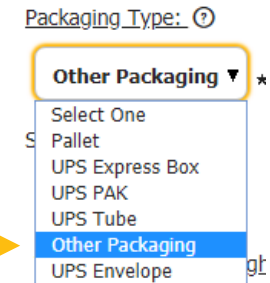 Packaging Type: ?
Other Packaging ▼ *
Select One
Pallet
UPS Express Box
UPS PAK
UPS Tube
Other Packaging
UPS Envelope